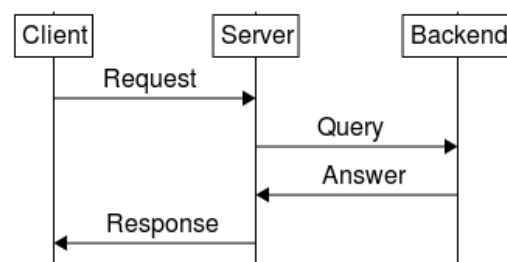 Client Server Backend
Request
Query
Answer
Response